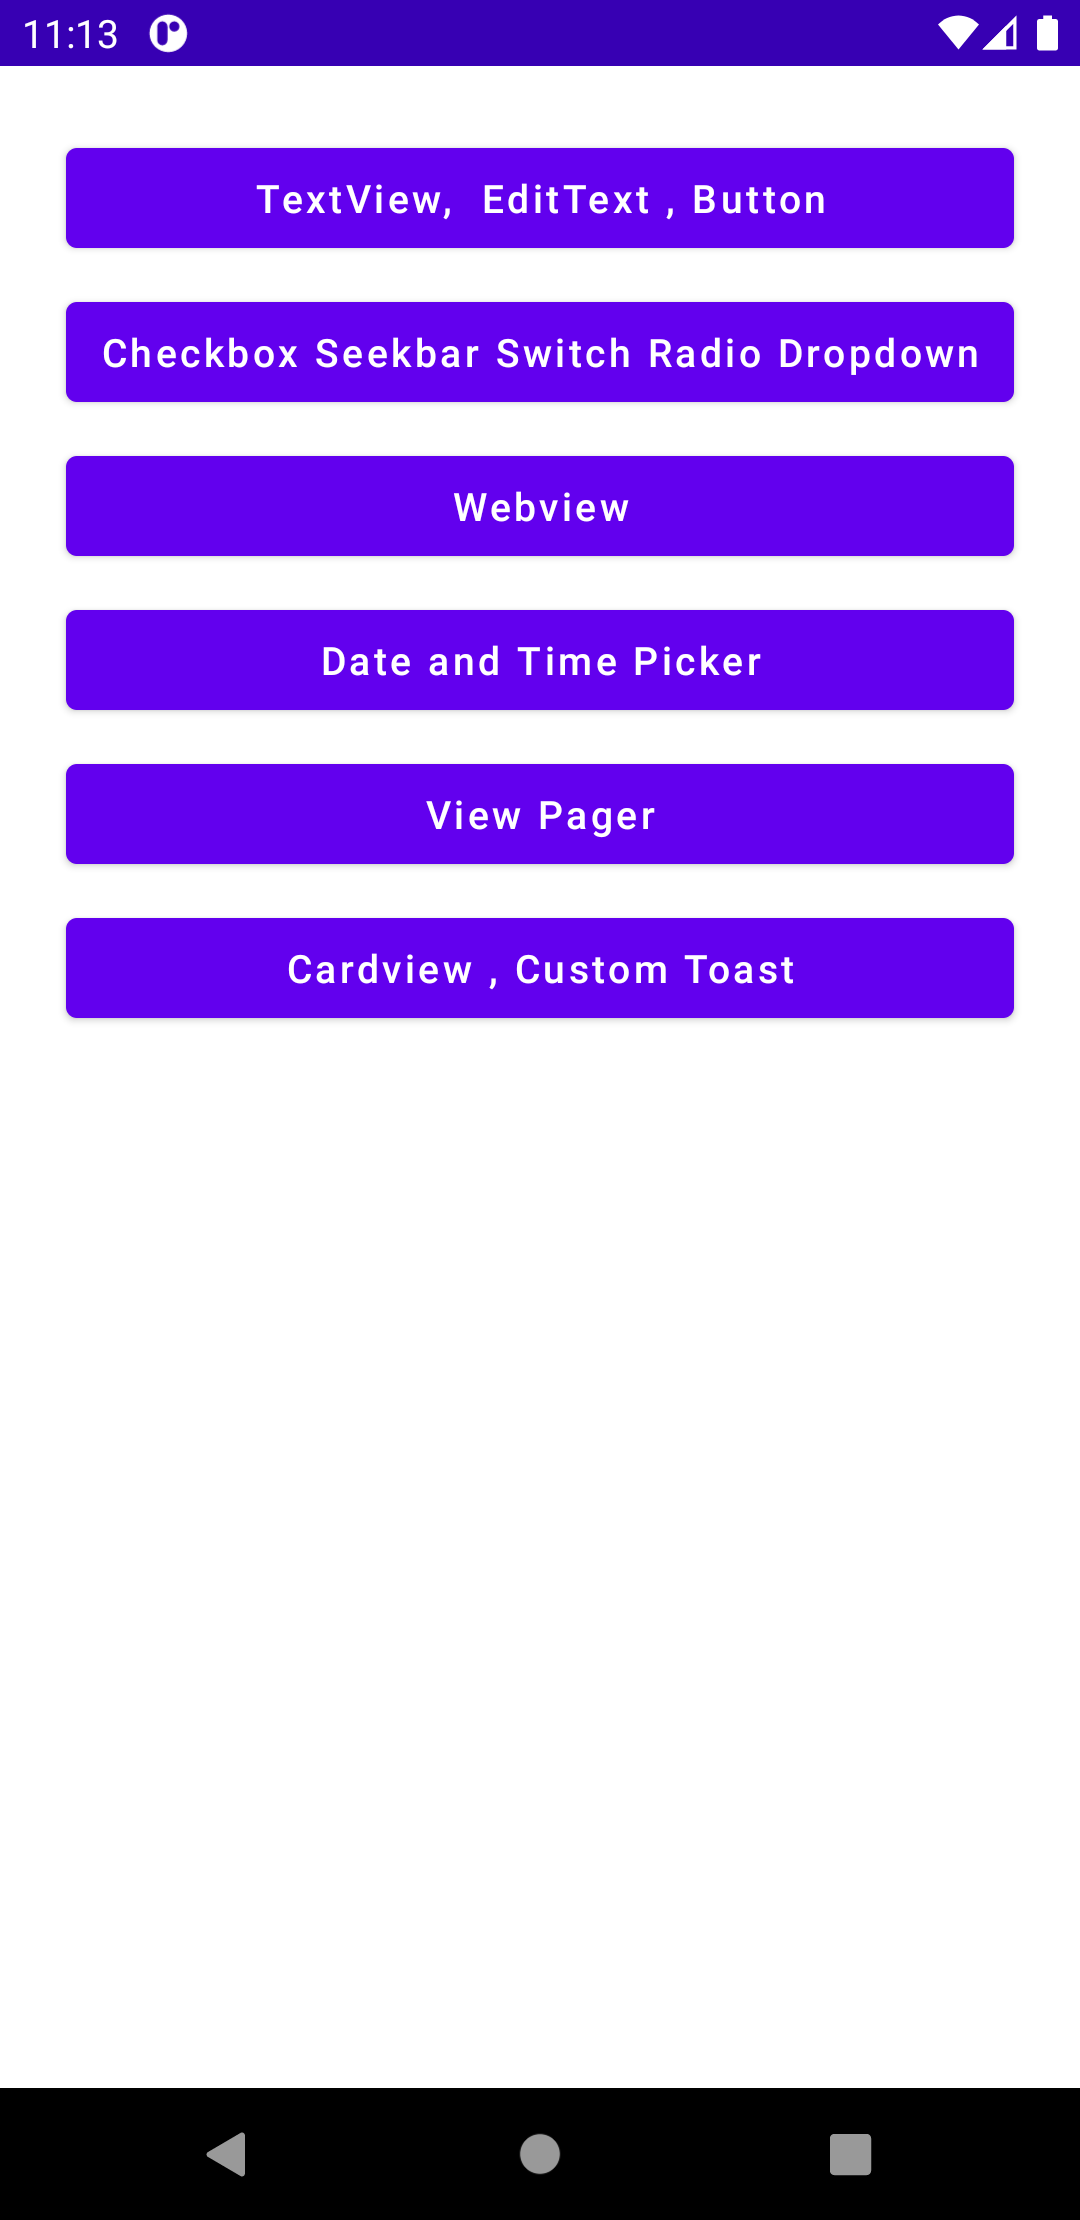 11:13
TextView,  EditText , Button
Checkbox Seekbar Switch Radio Dropdown
Webview
Date and Time Picker
View Pager
Cardview , Custom Toast